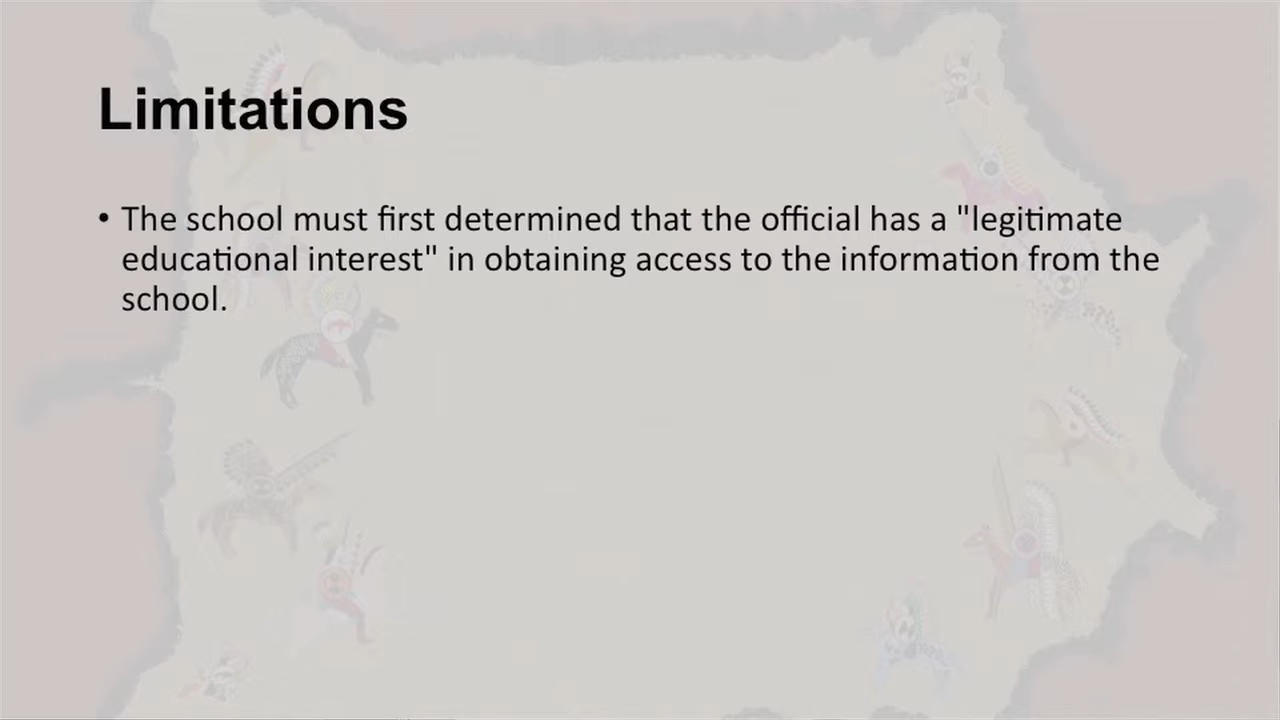 Limitations
• The school must first determined that the official has a "legitimate
educational interest" in obtaining access to the information from the
school.